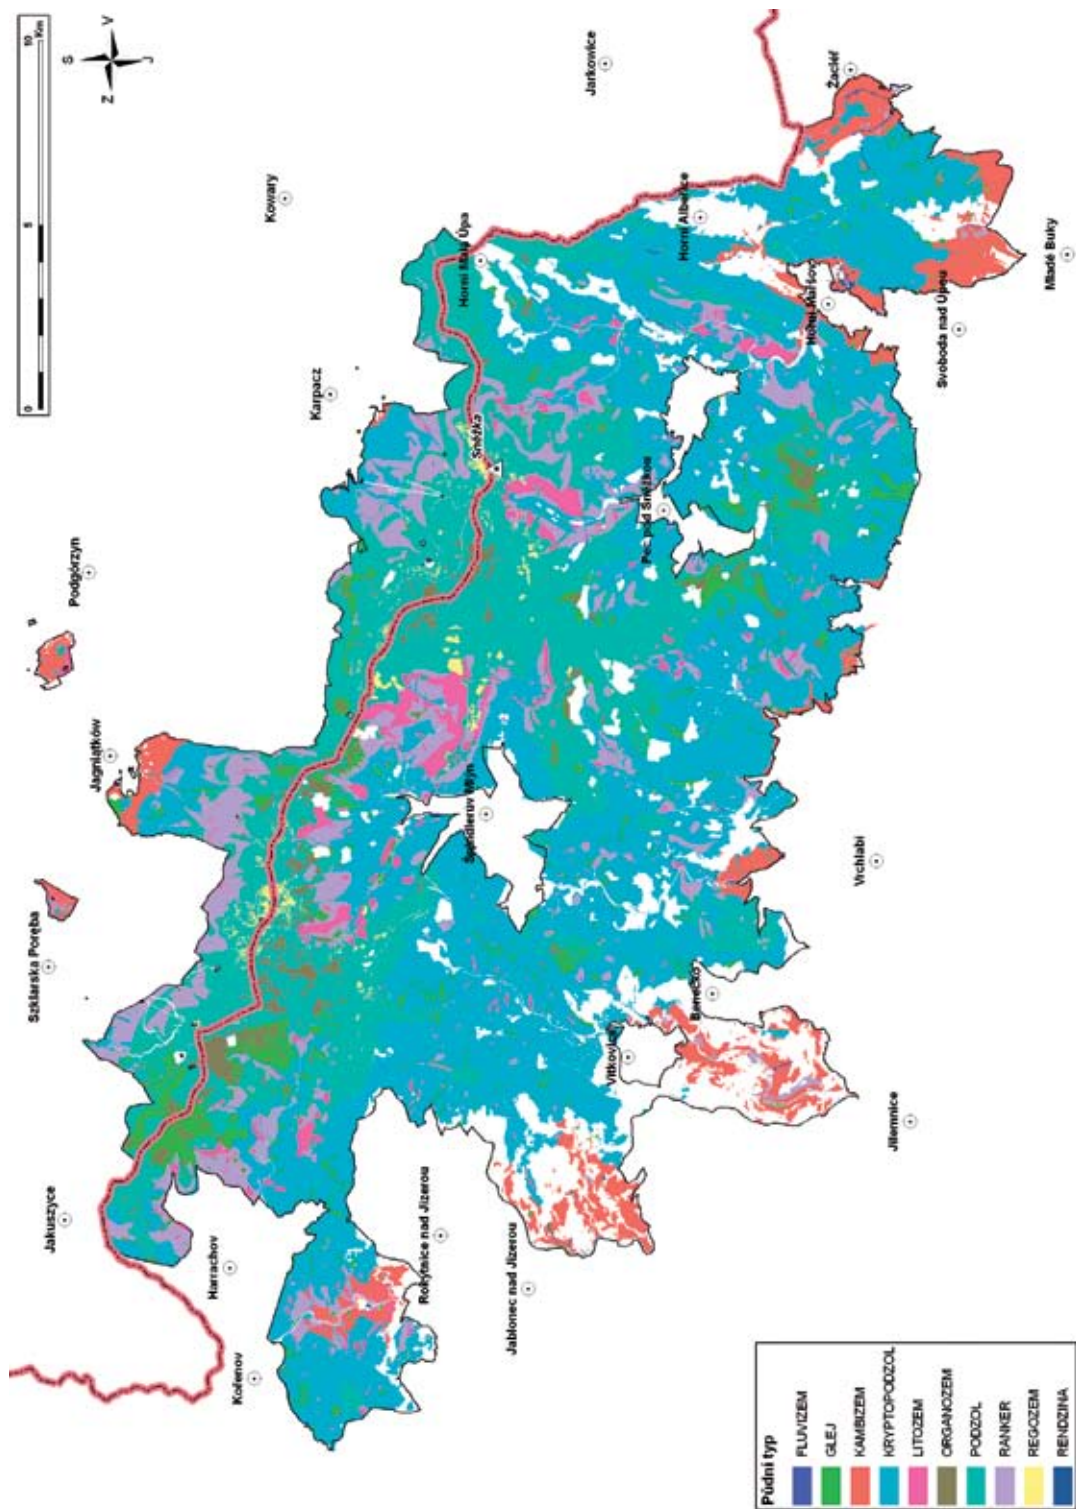 0 5 10
Km
S
Z V
J
Jakuszyce
Szklarska Poręba
Jagniątków
Podgórzyn
Karpacz
Kowary
Jarkowice
Harrachov
Kořenov
Rokytnice nad Jizerou
Jablonec nad Jizerou
Vítkovice
Benecko
Jilemnice
Vrchlabí
Špindlerův Mlýn
Sněžka
Pec pod Sněžkou
Horní Malá Úpa
Horní Albeřice
Horní Maršov
Svoboda nad Úpou
Mladé Buky
Žacléř
Půdní typ
FLUVIZEM
GLEJ
KAMBIZEM
KRYPTOPODZOL
LITOZEM
ORGANOZEM
PODZOL
RANKER
REGOZEM
RENDZINA